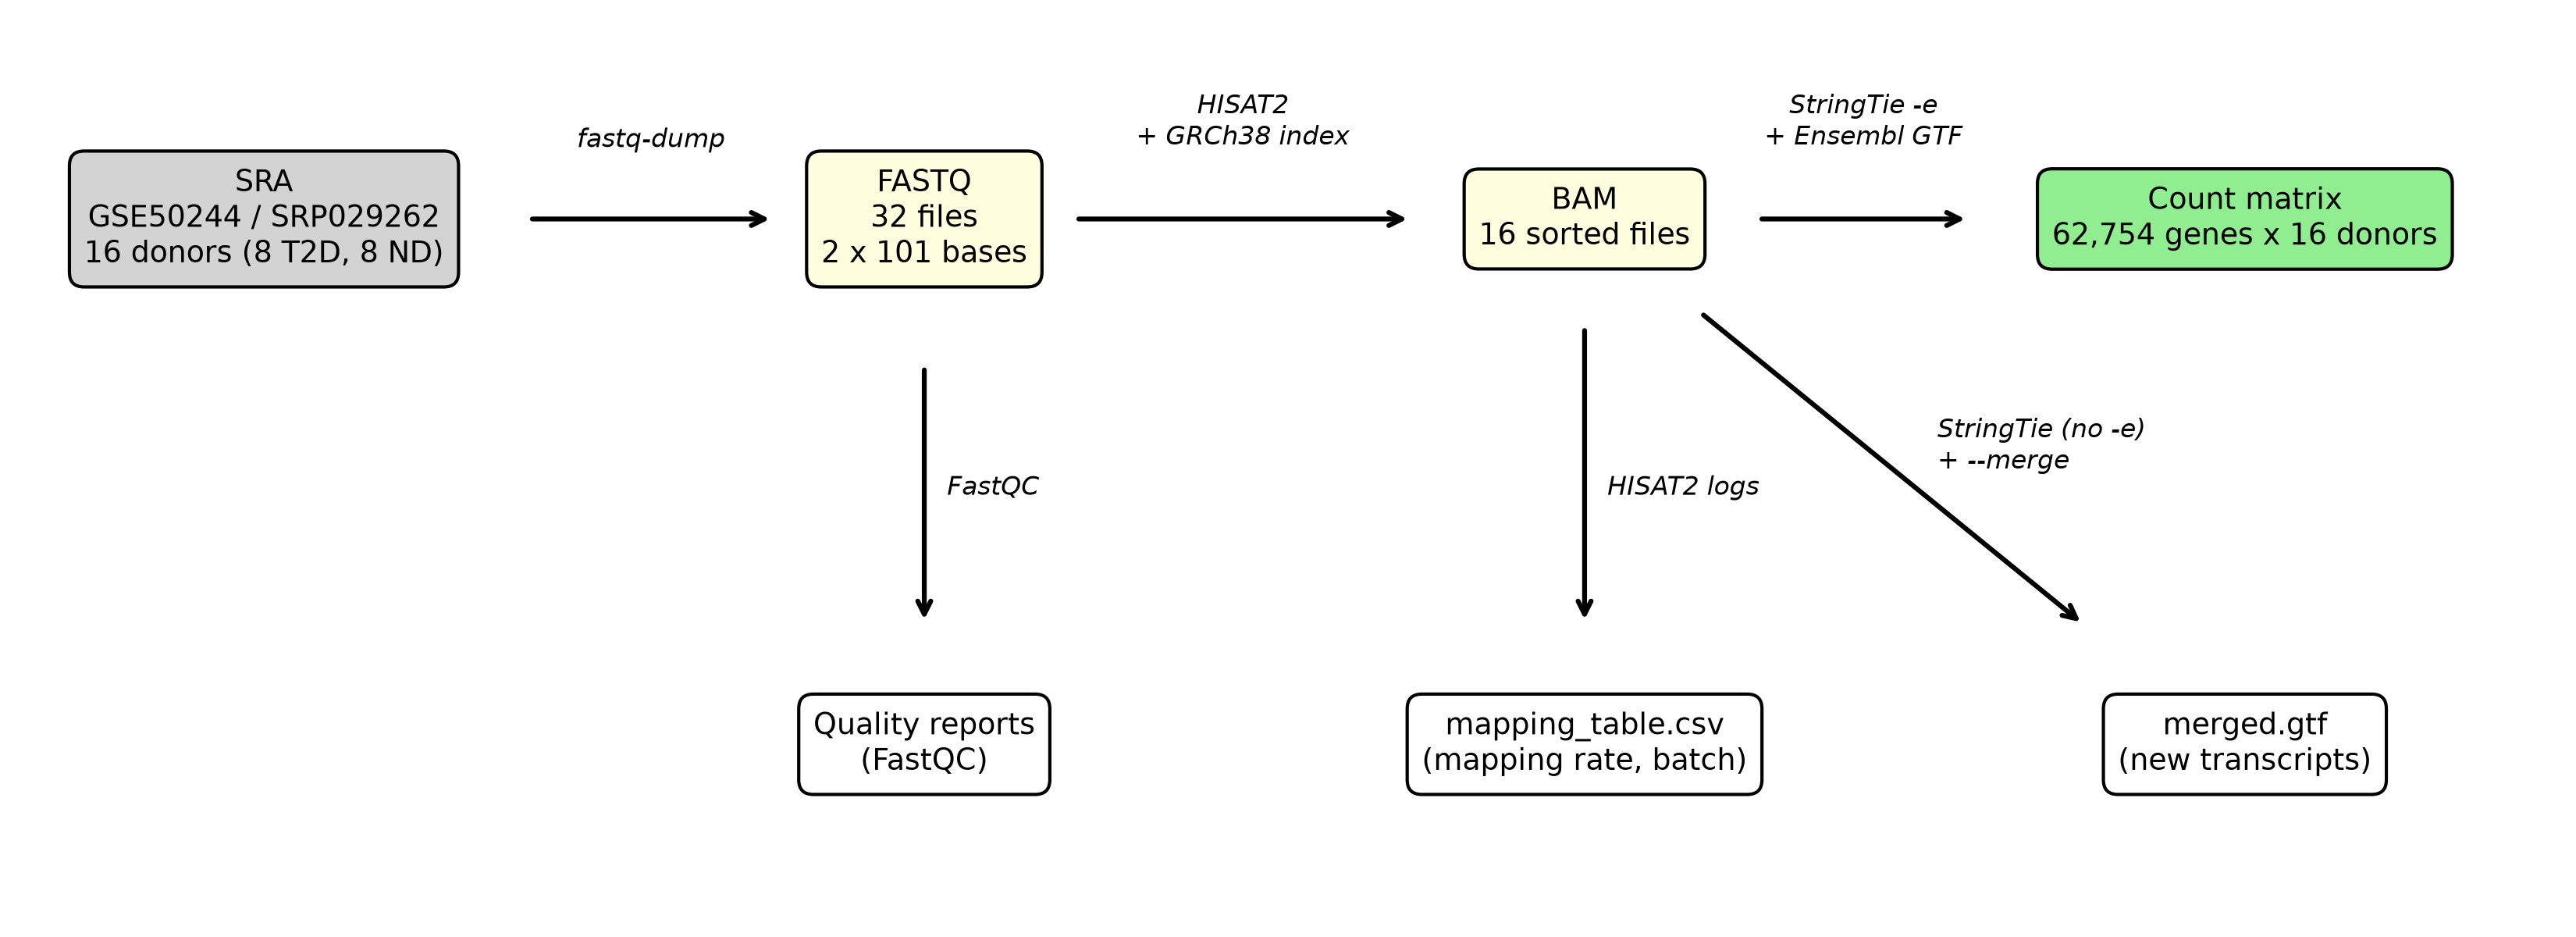 SRA
GSE50244 / SRP029262
16 donors (8 T2D, 8 ND)
fastq-dump
FASTQ
32 files
2 x 101 bases
HISAT2
+ GRCh38 index
BAM
16 sorted files
StringTie -e
+ Ensembl GTF
Count matrix
62,754 genes x 16 donors
FastQC
HISAT2 logs
StringTie (no -e)
+ --merge
Quality reports
(FastQC)
mapping_table.csv
(mapping rate, batch)
merged.gtf
(new transcripts)